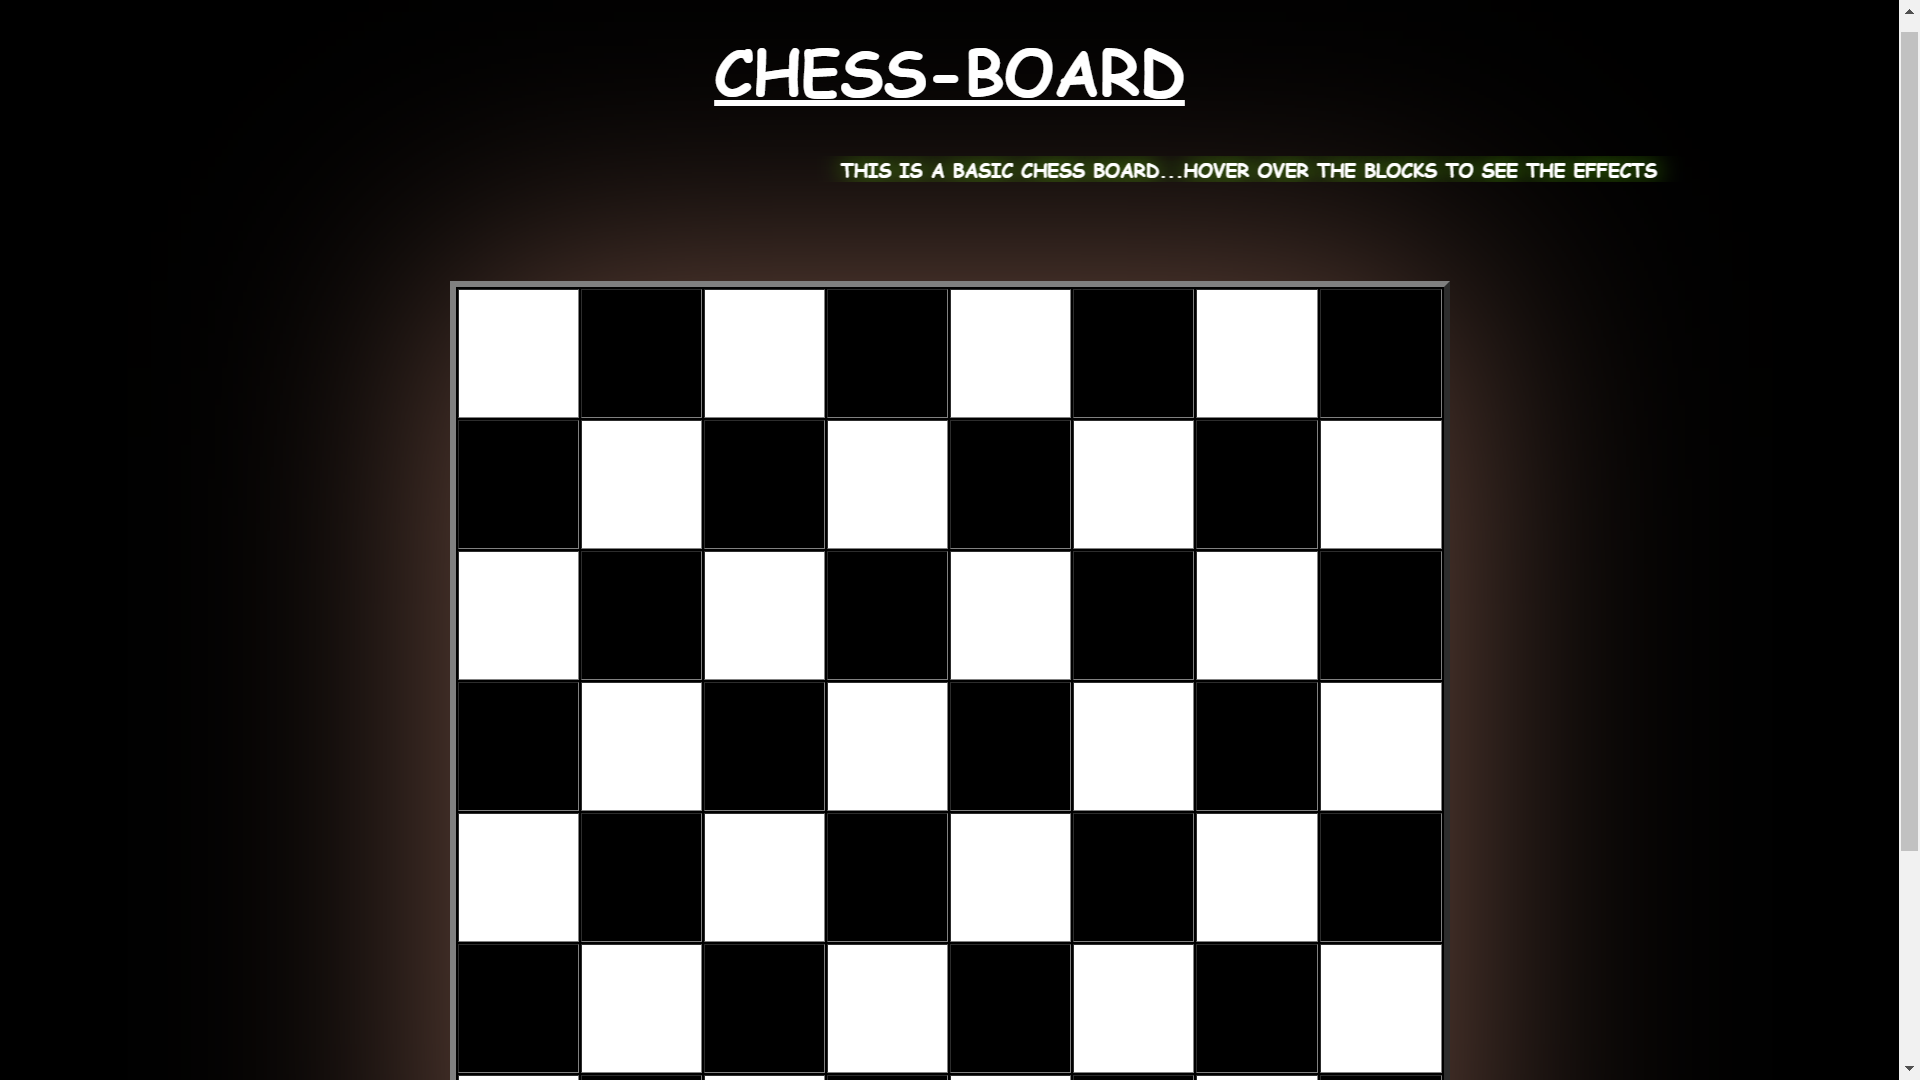 CHESS-BOARD
THIS IS A BASIC CHESS BOARD...HOVER OVER THE BLOCKS TO SEE THE EFFECTS